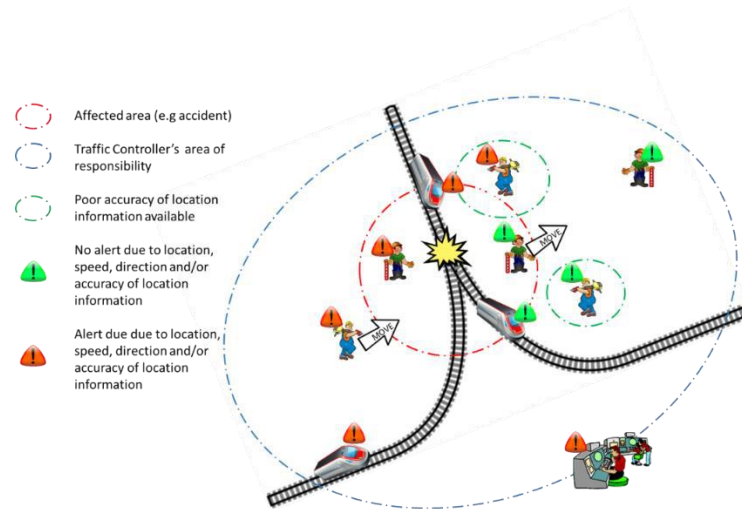 Affected area (e.g accident)
Traffic Controller's area of
responsibility
Poor accuracy of location
information available
No alert due to location,
speed, direction and/or
accuracy of location
information
Alert due due to location,
speed, direction and/or
accuracy of location
information
MOVE
MOVE